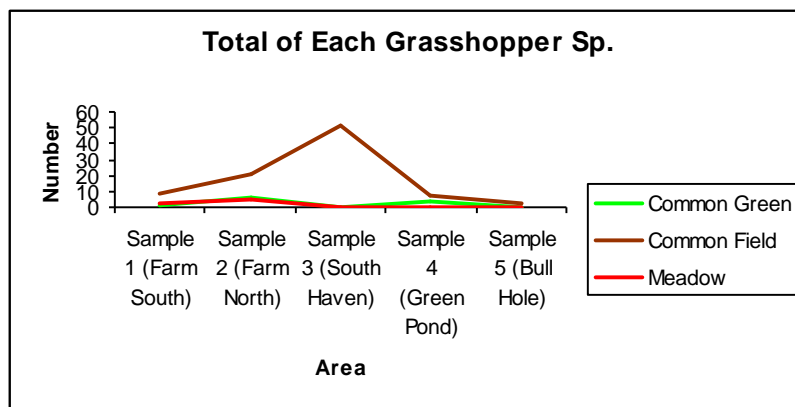 Total of Each Grasshopper Sp.
Number
60
50
40
30
20
10
0
Sample 1 (Farm South)
Sample 2 (Farm North)
Sample 3 (South Haven)
Sample 4 (Green Pond)
Sample 5 (Bull Hole)
Area
Common Green
Common Field
Meadow